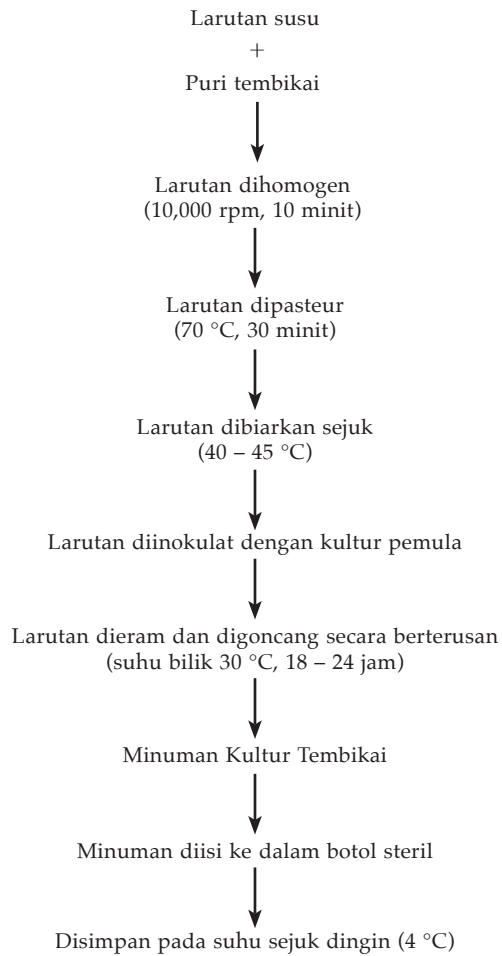 Larutan susu
+
Puri tembikai
Larutan dihomogen
(10,000 rpm, 10 minit)
Larutan dipasteur
(70 °C, 30 minit)
Larutan dibiarkan sejuk
(40 – 45 °C)
Larutan diinokulat dengan kultur pemula
Larutan dieram dan digoncang secara berterusan
(suhu bilik 30 °C, 18 – 24 jam)
Minuman Kultur Tembikai
Minuman diisi ke dalam botol steril
Disimpan pada suhu sejuk dingin (4 °C)